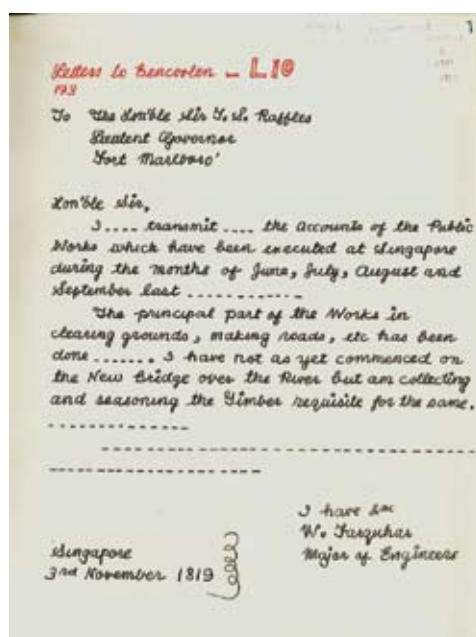 1
Letters to Bencoolen - L10
173
To The Hon'ble Sir T. S. Raffles
Lieutent Governor
Fort Marlboro'
Hon'ble Sir,
I .... transmit .... the Accounts of the Public
Works which have been executed at Singapore
during the months of June, July, August and
September last ..............
The principal part of the Works in
clearing grounds, making roads, etc has been
done ....... I have not as yet commenced on
the New Bridge over the River but am collecting
and seasoning the Timber requisite for the same.
I have &c
W. Farquhar
Major of Engineers
Singapore
3rd November 1819